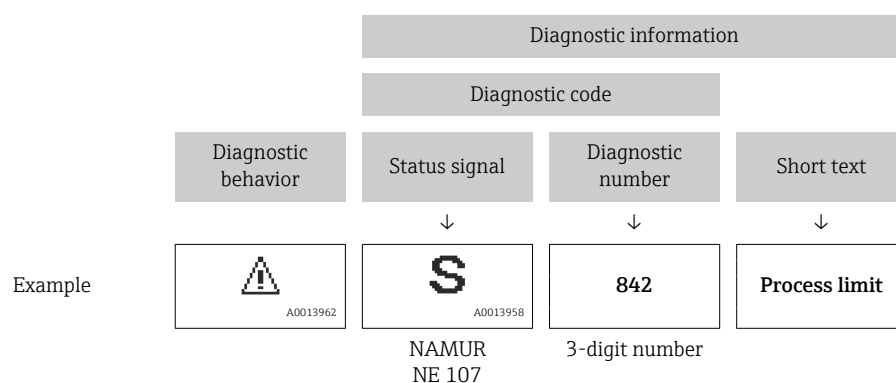 Diagnostic information
Diagnostic code
Diagnostic
behavior
Status signal
Diagnostic
number
Short text
↓ ↓ ↓
Example
A0013962
S
A0013958
842
Process limit
NAMUR
NE 107
3-digit number